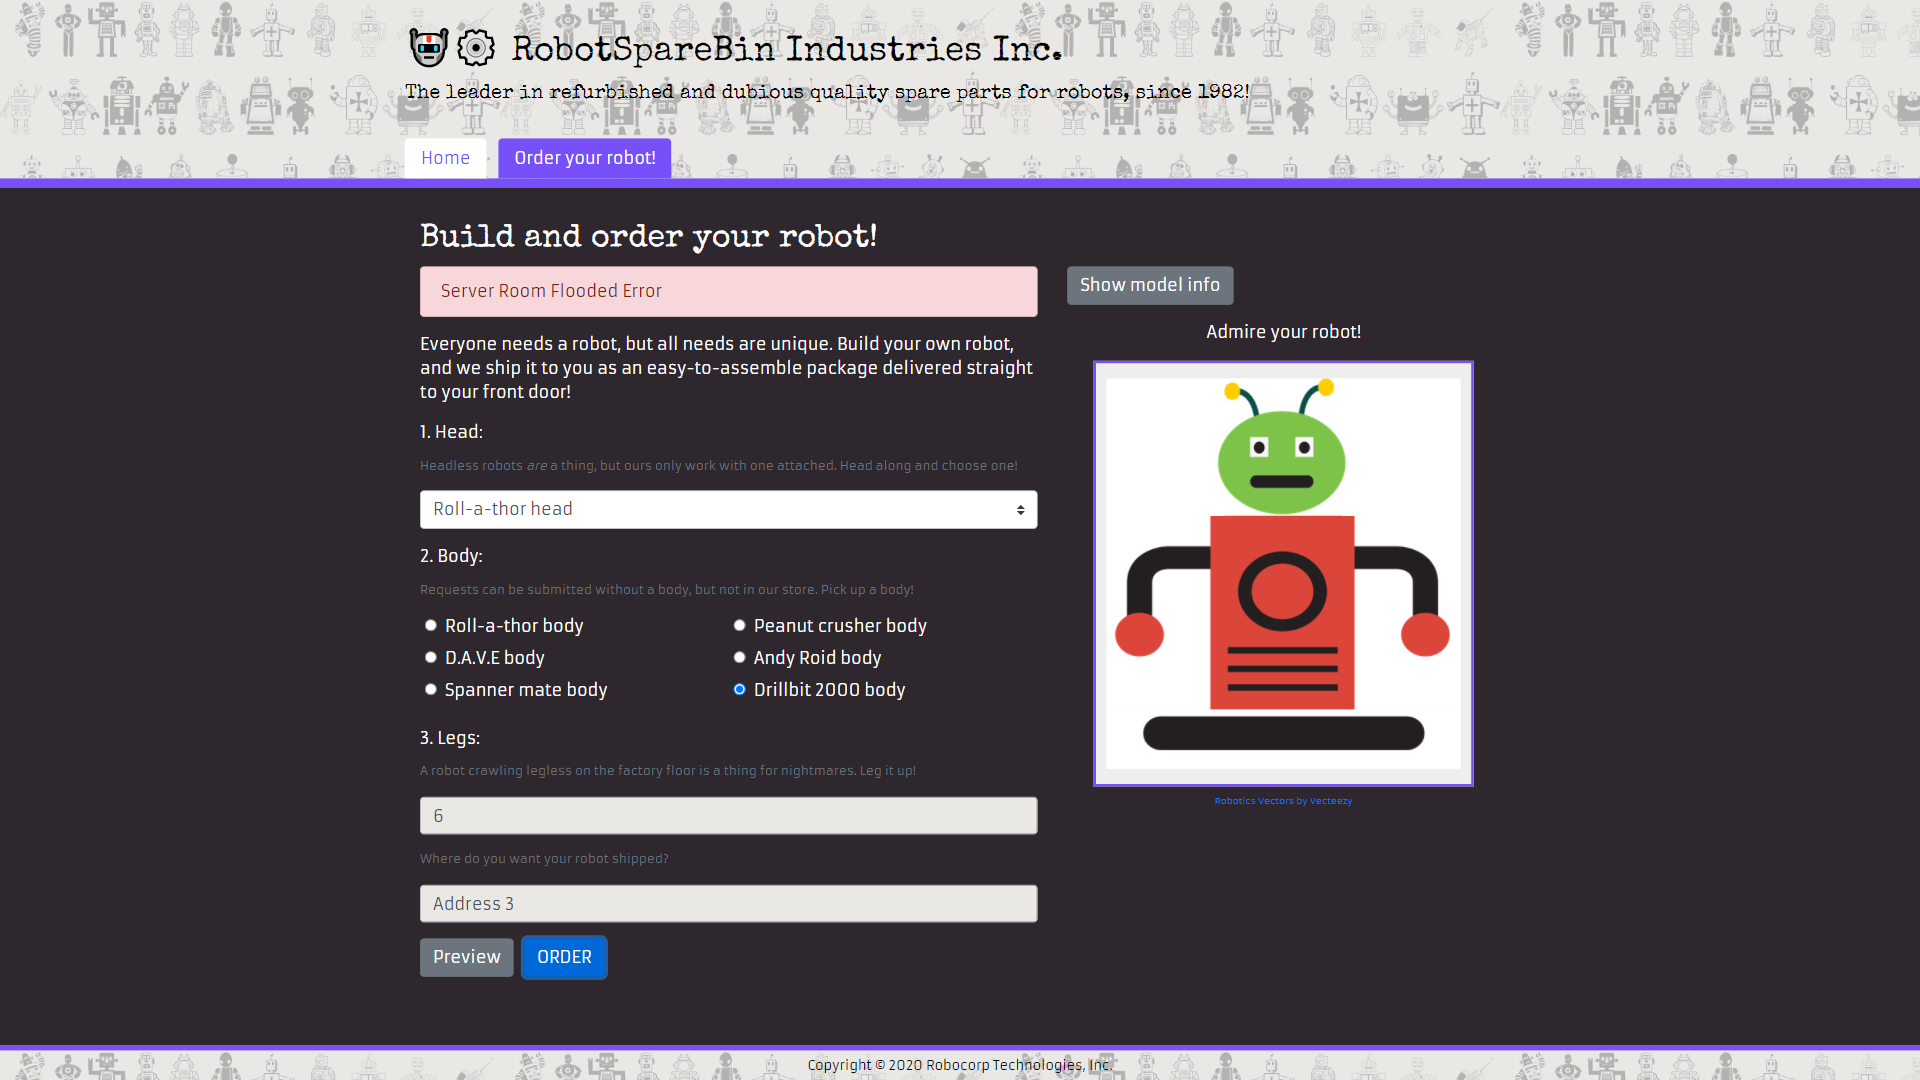 RobotSpareBin Industries Inc.
The leader in refurbished and dubious quality spare parts for robots, since 1982!
Home
Order your robot!
Build and order your robot!
Server Room Flooded Error
Everyone needs a robot, but all needs are unique. Build your own robot,
and we ship it to you as an easy-to-assemble package delivered straight
to your front door!
1. Head:
Headless robots are a thing, but ours only work with one attached. Head along and choose one!
Roll-a-thor head
2. Body:
Requests can be submitted without a body, but not in our store. Pick up a body!
Roll-a-thor body
Peanut crusher body
D.A.V.E body
Andy Roid body
Spanner mate body
Drillbit 2000 body
3. Legs:
A robot crawling legless on the factory floor is a thing for nightmares. Leg it up!
6
Where do you want your robot shipped?
Address 3
Preview
ORDER
Show model info
Admire your robot!
Robotics Vectors by Vecteezy
Copyright © 2020 Robocorp Technologies, Inc.